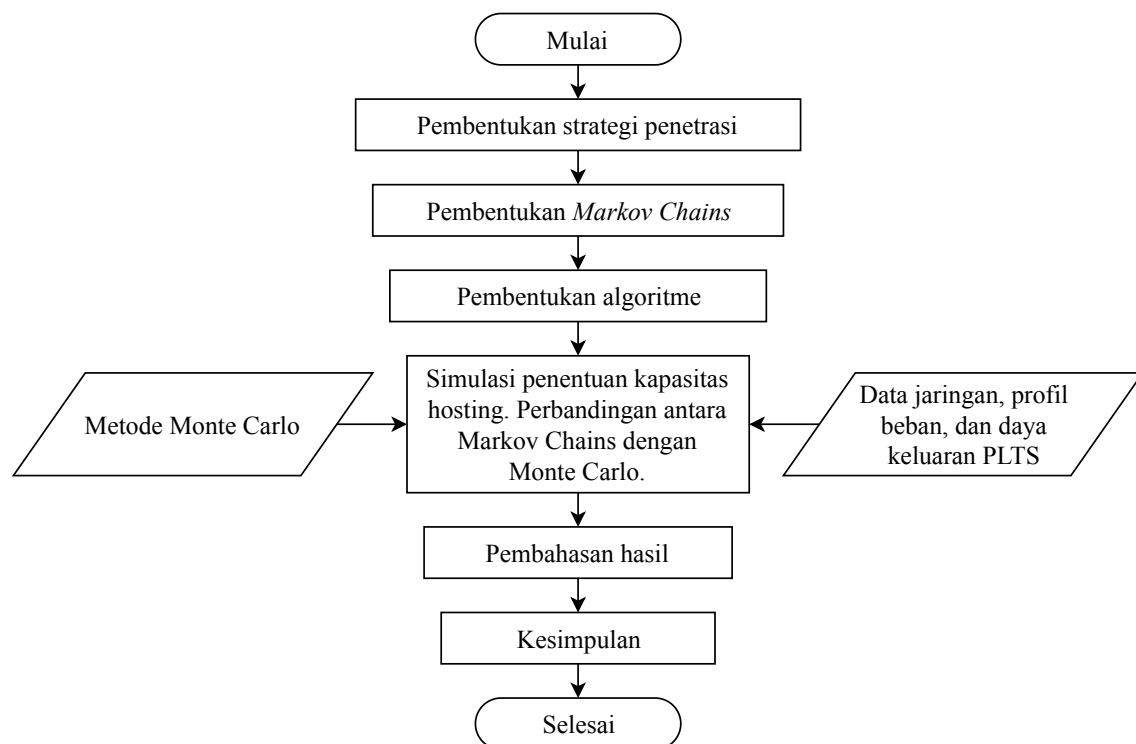 Mulai
Pembentukan strategi penetrasi
Pembentukan Markov Chains
Pembentukan algoritme
Metode Monte Carlo
Simulasi penentuan kapasitas
hosting. Perbandingan antara
Markov Chains dengan
Monte Carlo.
Data jaringan, profil
beban, dan daya
keluaran PLTS
Pembahasan hasil
Kesimpulan
Selesai